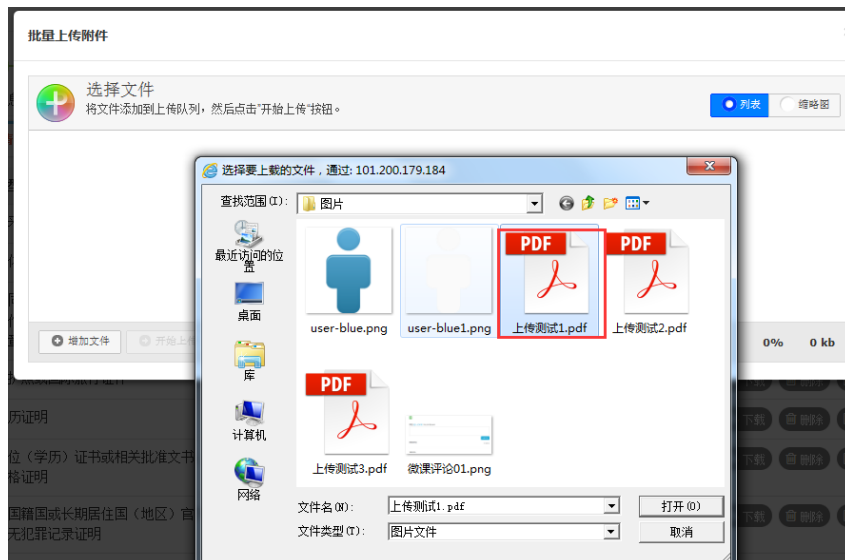 批量上传附件
选择文件
将文件添加到上传队列，然后点击"开始上传"按钮。
列表
缩略图
选择要上载的文件，通过: 101.200.179.184
查找范围(I):
图片
最近访问的位置
桌面
库
计算机
网络
PDF
PDF
user-blue.png
user-blue1.png
上传测试1.pdf
上传测试2.pdf
PDF
上传测试3.pdf
微课评论01.png
文件名(N):
上传测试1.pdf
打开(O)
文件类型(T):
图片文件
取消
增加文件
开始上传
0%
0 kb
历证明
下载
删除
位（学历）证书或相关批准文书
格证明
下载
删除
国籍国或长期居住国（地区）官
无犯罪记录证明
下载
删除